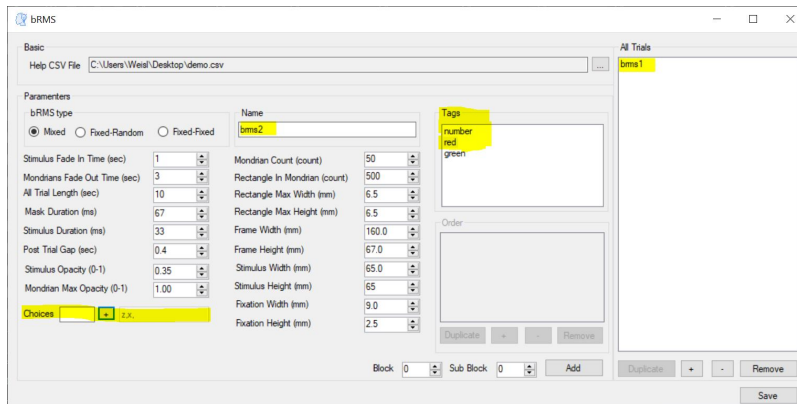 bRMS
Basic
Help CSV File C:\Users\Weisl\Desktop\demo.csv ...
Paramenters
bRMS type
Mixed Fixed-Random Fixed-Fixed
Stimulus Fade In Time (sec) 1
Mondrians Fade Out Time (sec) 3
All Trial Length (sec) 10
Mask Duration (ms) 67
Stimulus Duration (ms) 33
Post Trial Gap (sec) 0.4
Stimulus Opacity (0-1) 0.35
Mondrian Max Opacity (0-1) 1.00
Choices + z,x,
Name
brms2
Mondrian Count (count) 50
Rectangle In Mondrian (count) 500
Rectangle Max Width (mm) 6.5
Rectangle Max Height (mm) 6.5
Frame Width (mm) 160.0
Frame Height (mm) 67.0
Stimulus Width (mm) 65.0
Stimulus Height (mm) 65
Fixation Width (mm) 9.0
Fixation Height (mm) 2.5
Tags
number
red
green
Order
Duplicate + - Remove
Block 0 Sub Block 0 Add
All Trials
brms1
Duplicate + - Remove
Save